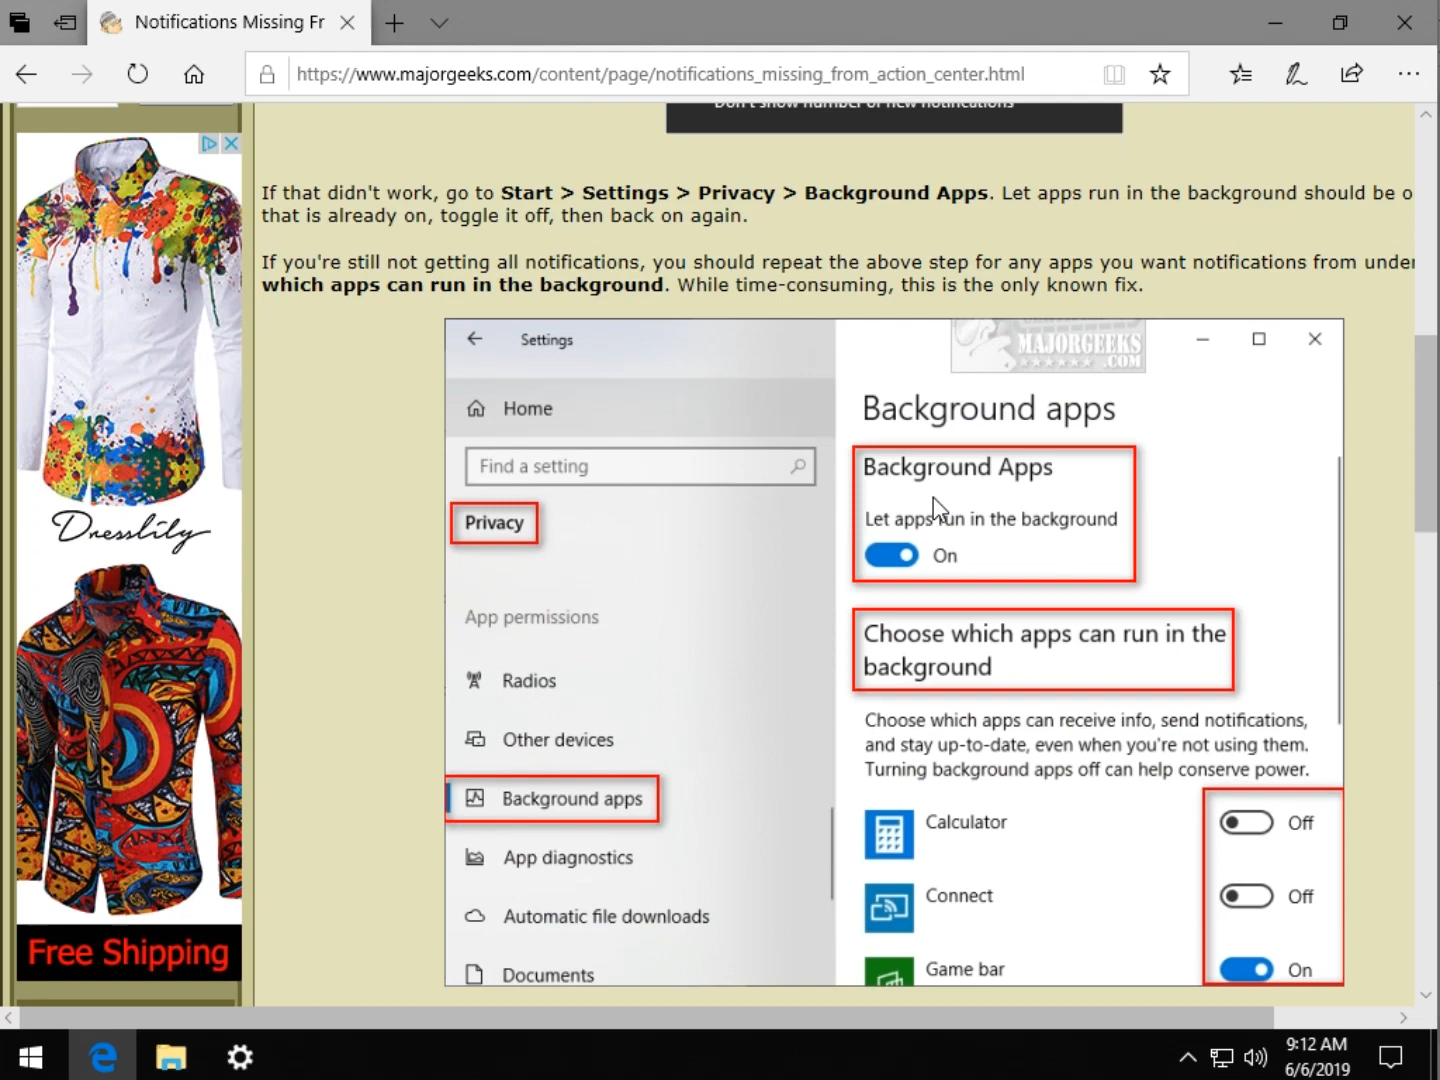 Notifications Missing Fr
https://www.majorgeeks.com/content/page/notifications_missing_from_action_center.html
Don't show number of new notifications
If that didn't work, go to Start > Settings > Privacy > Background Apps. Let apps run in the background should be o
that is already on, toggle it off, then back on again.
If you're still not getting all notifications, you should repeat the above step for any apps you want notifications from under
which apps can run in the background. While time-consuming, this is the only known fix.
Settings
MAJORGEEKS
.COM
Home
Find a setting
Privacy
App permissions
Radios
Other devices
Background apps
App diagnostics
Automatic file downloads
Documents
Background apps
Background Apps
Let apps run in the background
On
Choose which apps can run in the
background
Choose which apps can receive info, send notifications,
and stay up-to-date, even when you're not using them.
Turning background apps off can help conserve power.
Calculator
Off
Connect
Off
Game bar
On
Dresslily
Free Shipping
9:12 AM
6/6/2019